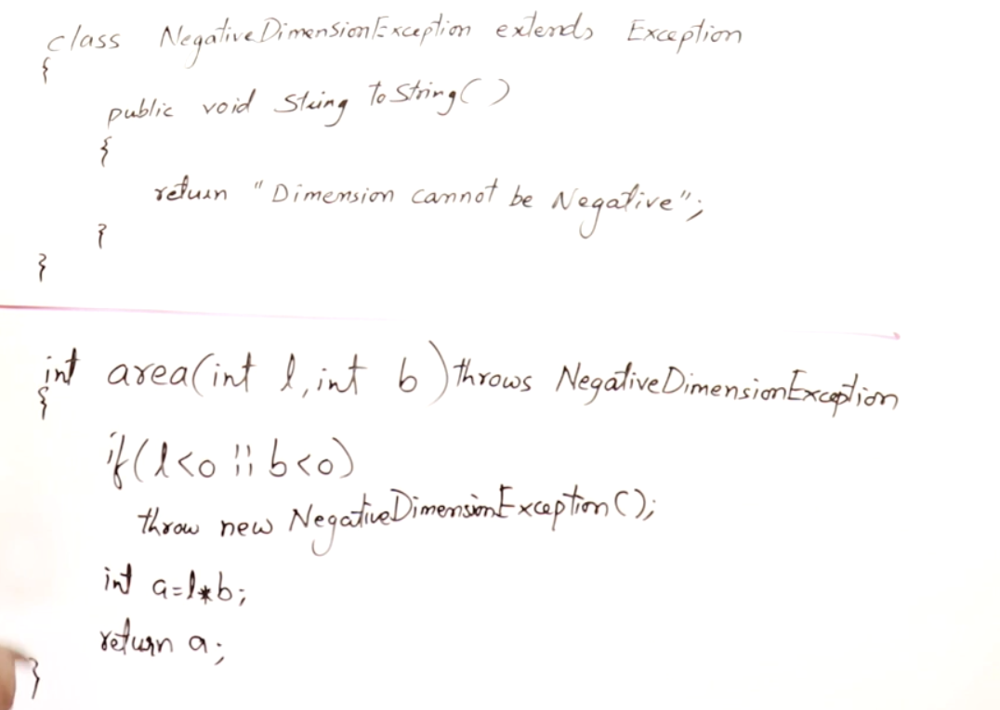 class NegativeDimensionException extends Exception
{
public void String toString()
{
return "Dimension cannot be Negative";
}
}
int area(int l, int b) throws NegativeDimensionException
{
if(l<0 || b<0)
throw new NegativeDimensionException();
int a=l*b;
return a;
}